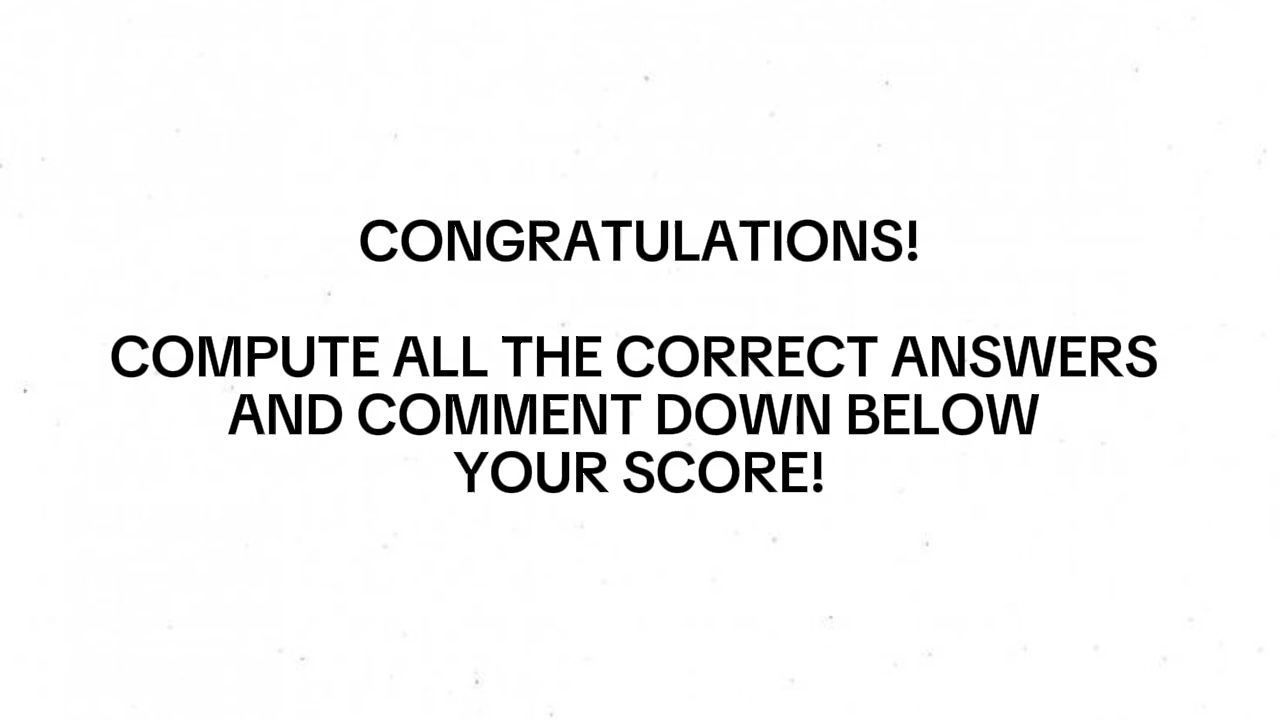 CONGRATULATIONS!
COMPUTE ALL THE CORRECT ANSWERS
AND COMMENT DOWN BELOW
YOUR SCORE!